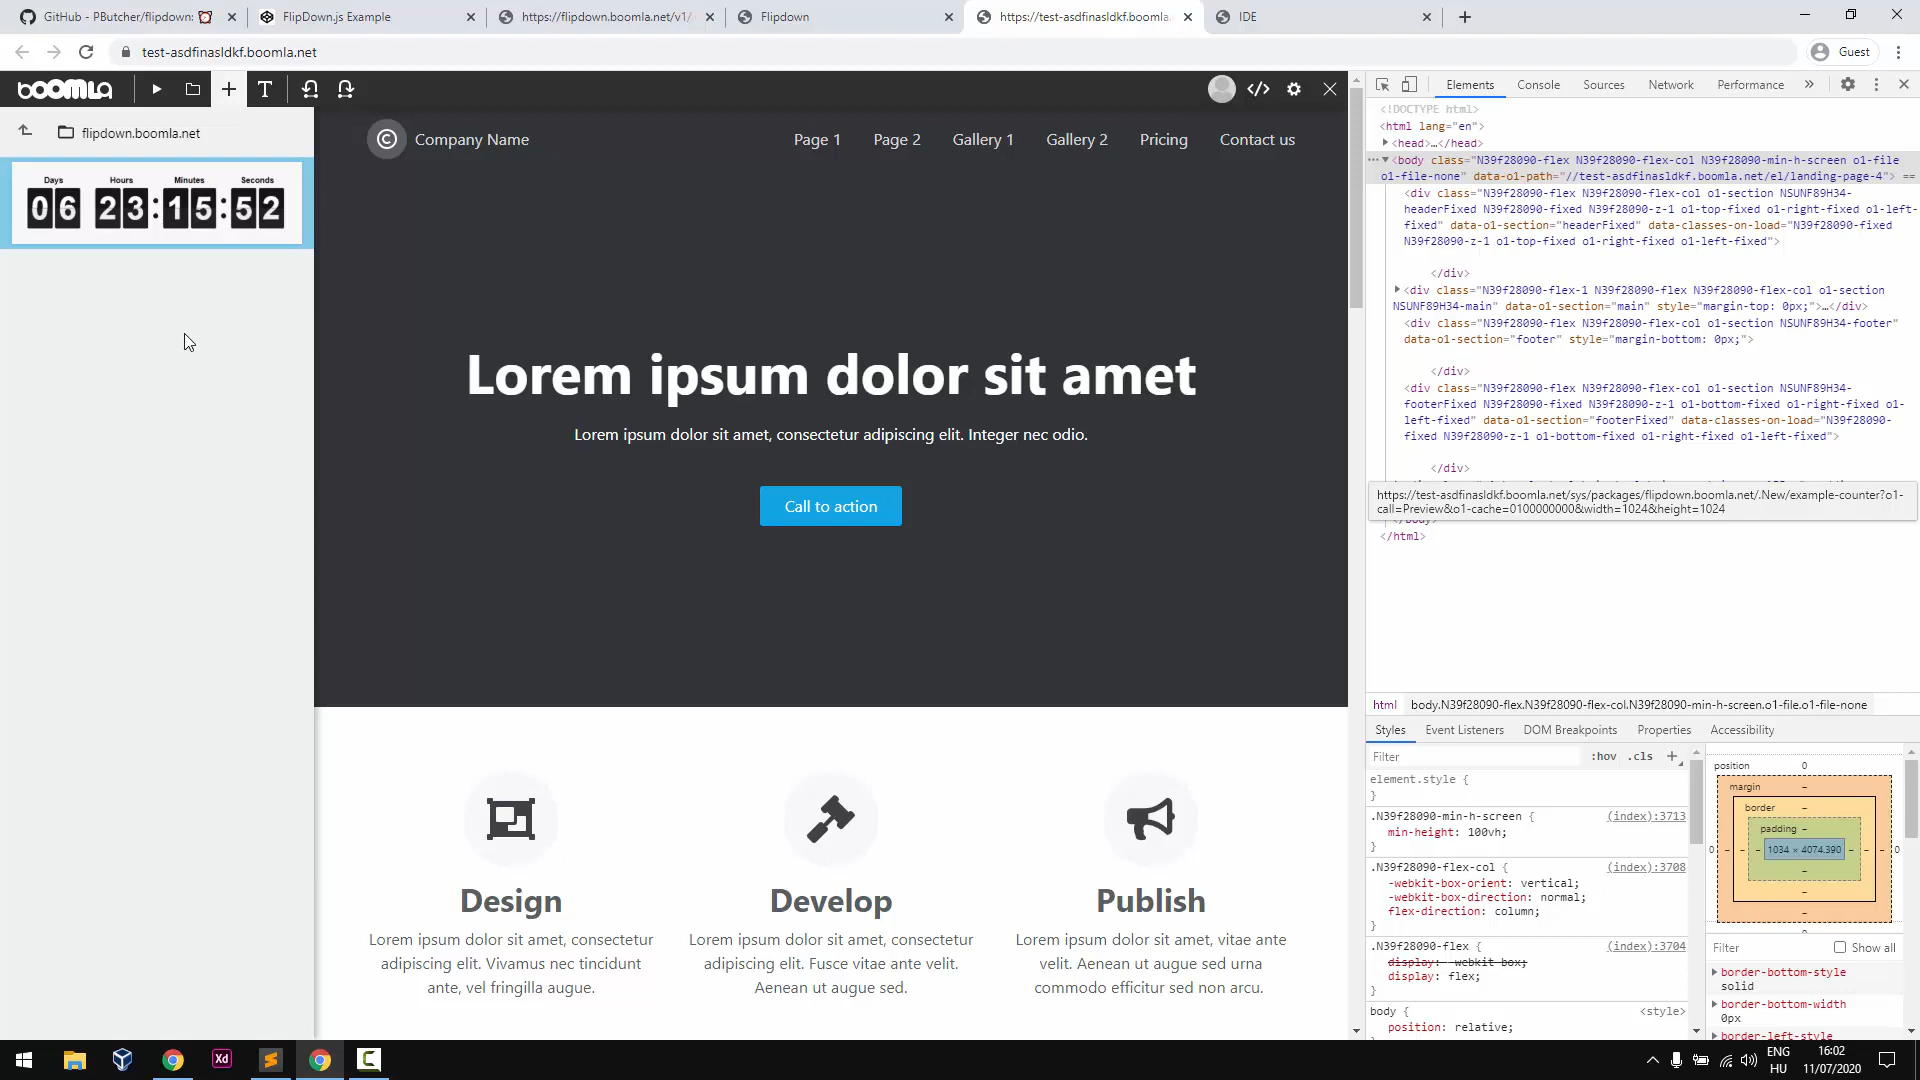 GitHub - PButcher/flipdown:
FlipDown.js Example
https://flipdown.boomla.net/v1/
Flipdown
https://test-asdfinasldkf.boomla.
IDE
test-asdfinasldkf.boomla.net
Guest
boomla
T
flipdown.boomla.net
Days Hours Minutes Seconds
06 23:15:52
Company Name
Page 1 Page 2 Gallery 1 Gallery 2 Pricing Contact us
Lorem ipsum dolor sit amet
Lorem ipsum dolor sit amet, consectetur adipiscing elit. Integer nec odio.
Call to action
Design
Lorem ipsum dolor sit amet, consectetur
adipiscing elit. Vivamus nec tincidunt
ante, vel fringilla augue.
Develop
Lorem ipsum dolor sit amet, consectetur
adipiscing elit. Fusce vitae ante velit.
Aenean ut augue sed.
Publish
Lorem ipsum dolor sit amet, vitae ante
velit. Aenean ut augue sed urna
commodo efficitur sed non arcu.
Elements Console Sources Network Performance
<!DOCTYPE html>
<html lang="en">
<head>…</head>
<body class="N39f28090-flex N39f28090-flex-col N39f28090-min-h-screen o1-file
o1-file-none" data-o1-path="//test-asdfinasldkf.boomla.net/el/landing-page-4"> ==
<div class="N39f28090-flex N39f28090-flex-col o1-section NSUNF89H34-
headerFixed N39f28090-fixed N39f28090-z-1 o1-top-fixed o1-right-fixed o1-left-
fixed" data-o1-section="headerFixed" data-classes-on-load="N39f28090-fixed
N39f28090-z-1 o1-top-fixed o1-right-fixed o1-left-fixed">
</div>
<div class="N39f28090-flex-1 N39f28090-flex N39f28090-flex-col o1-section
NSUNF89H34-main" data-o1-section="main" style="margin-top: 0px;">…</div>
<div class="N39f28090-flex N39f28090-flex-col o1-section NSUNF89H34-footer"
data-o1-section="footer" style="margin-bottom: 0px;">
</div>
<div class="N39f28090-flex N39f28090-flex-col o1-section NSUNF89H34-
footerFixed N39f28090-fixed N39f28090-z-1 o1-bottom-fixed o1-right-fixed o1-
left-fixed" data-o1-section="footerFixed" data-classes-on-load="N39f28090-
fixed N39f28090-z-1 o1-bottom-fixed o1-right-fixed o1-left-fixed">
</div>
https://test-asdfinasldkf.boomla.net/sys/packages/flipdown.boomla.net/.New/example-counter?o1-
call=Preview&o1-cache=0100000000&width=1024&height=1024
</body>
</html>
html body.N39f28090-flex.N39f28090-flex-col.N39f28090-min-h-screen.o1-file.o1-file-none
Styles Event Listeners DOM Breakpoints Properties Accessibility
Filter :hov .cls +
element.style {
}
.N39f28090-min-h-screen { (index):3713
min-height: 100vh;
}
.N39f28090-flex-col { (index):3708
-webkit-box-orient: vertical;
-webkit-box-direction: normal;
flex-direction: column;
}
.N39f28090-flex { (index):3704
display: -webkit-box;
display: flex;
}
body { <style>
position: relative;
position 0
margin -
border -
padding -
0 - - - 1034 × 4074.390 - - - 0
-
-
-
Filter Show all
border-bottom-style
solid
border-bottom-width
0px
border-left-style
Xd
ENG
HU
16:02
11/07/2020